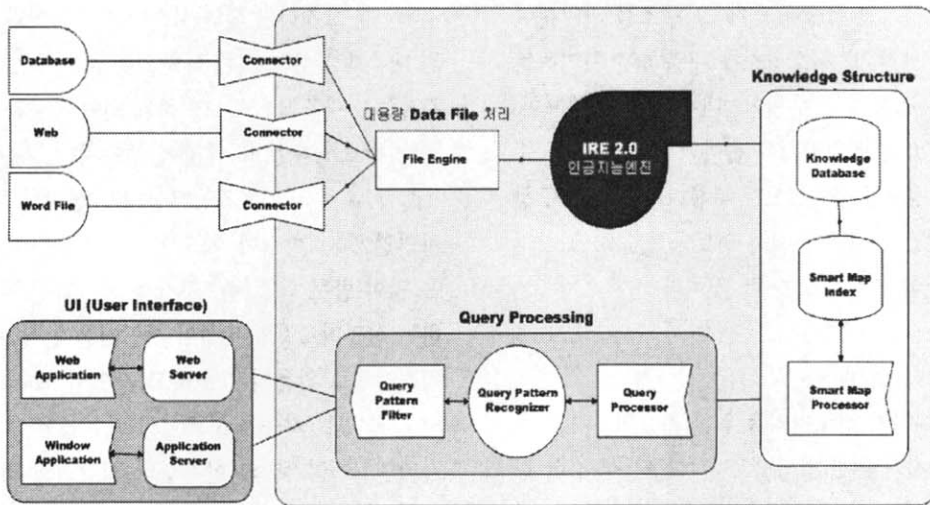 Database
Connector
Web
Connector
Word File
Connector
대용량 Data File 처리
File Engine
IRE 2.0
인공지능엔진
Knowledge Structure
Knowledge
Database
Smart Map
Index
Smart Map
Processor
UI (User Interface)
Web
Application
Web
Server
Window
Application
Application
Server
Query Processing
Query
Pattern
Filter
Query Pattern
Recognizer
Query
Processor